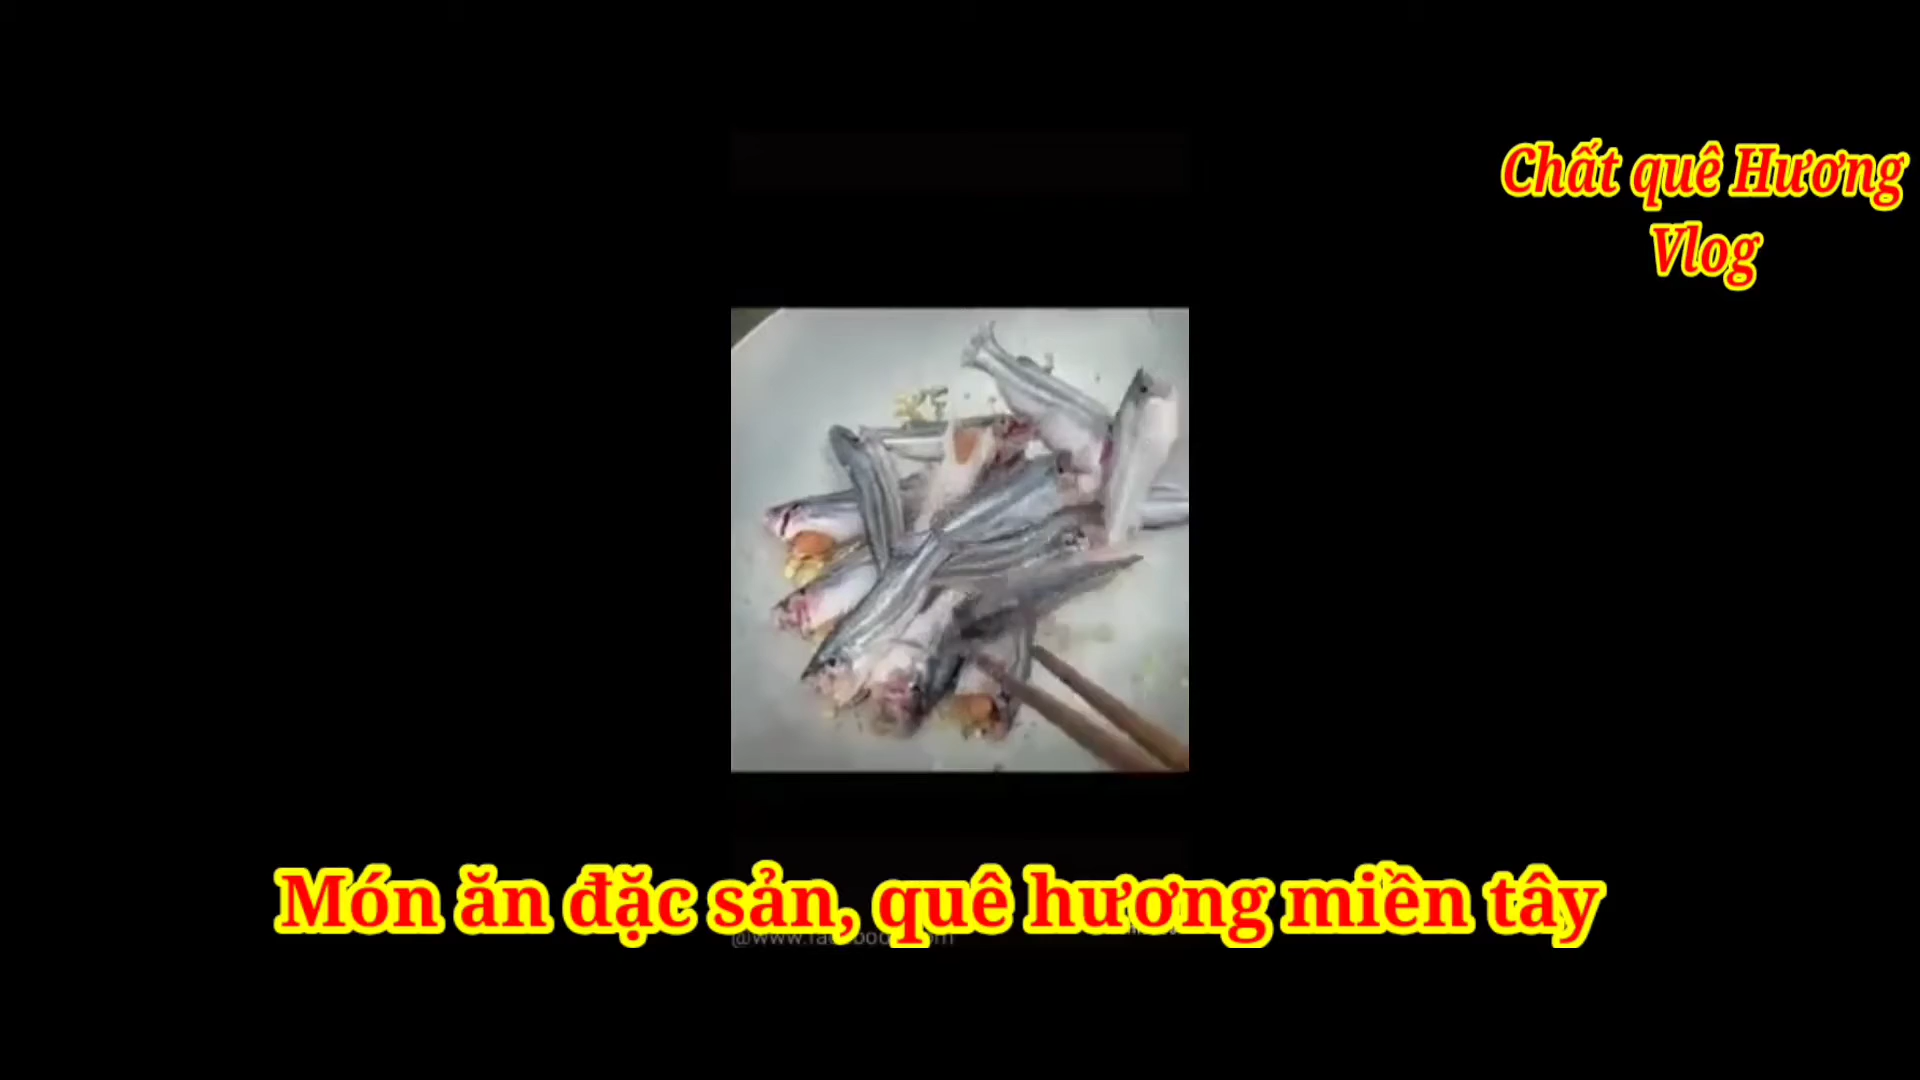 Chất quê Hương
Vlog
Món ăn đặc sản, quê hương miền tây